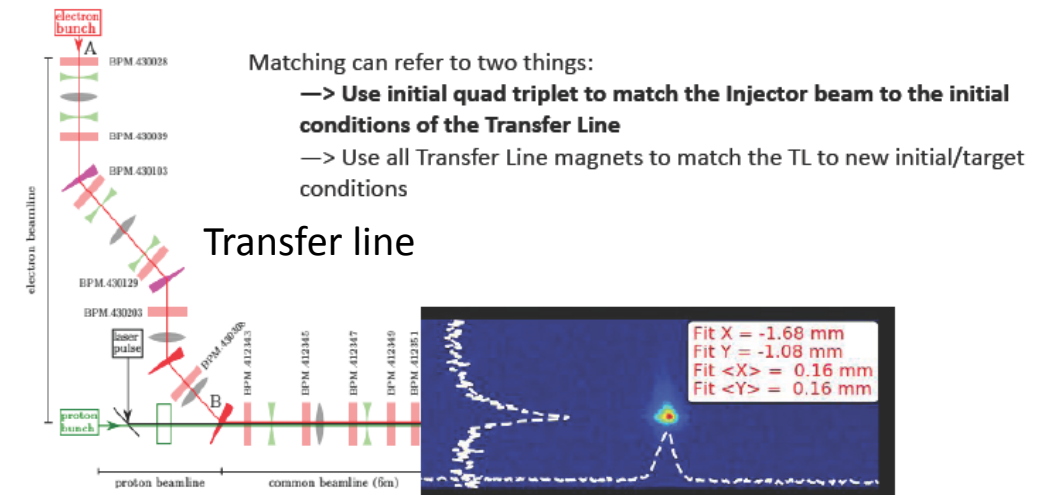 electron
bunch
A
BPM.430028
BPM.430039
BPM.430103
electron beamline
BPM.430129
BPM.430203
laser
pulse
BPM.430308
B
proton
bunch
BPM.412343
BPM.412345
BPM.412347
BPM.412349
BPM.412351
proton beamline
common beamline (6m)
Matching can refer to two things:
—> Use initial quad triplet to match the Injector beam to the initial
conditions of the Transfer Line
—> Use all Transfer Line magnets to match the TL to new initial/target
conditions
Transfer line
Fit X = -1.68 mm
Fit Y = -1.08 mm
Fit <X> = 0.16 mm
Fit <Y> = 0.16 mm